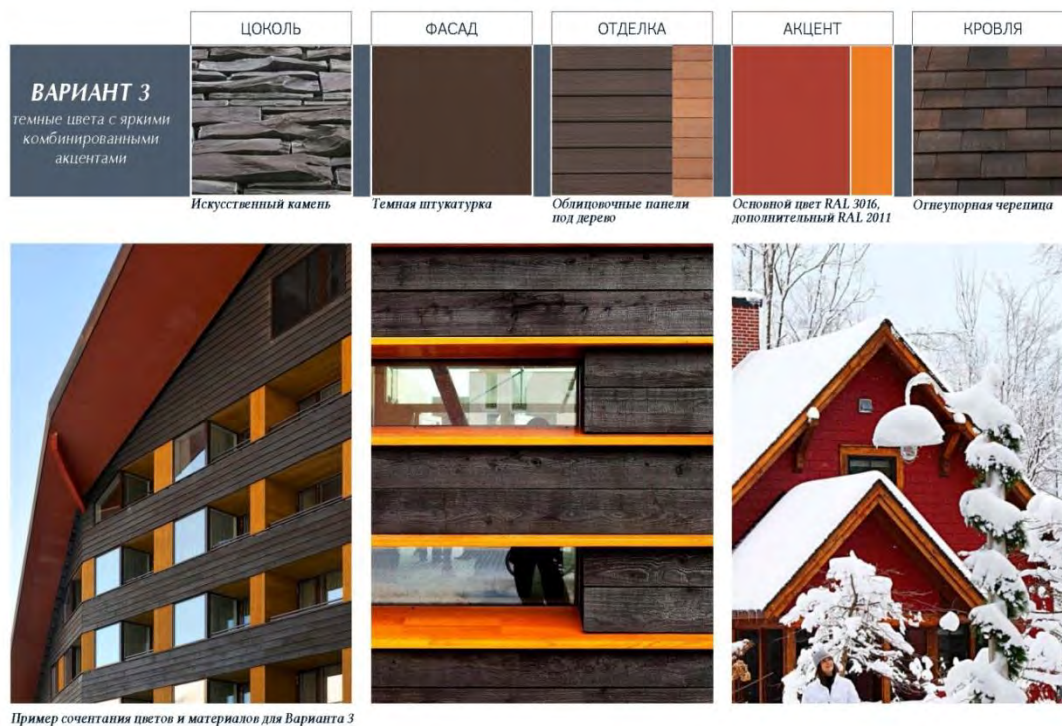 ЦОКОЛЬ
ФАСАД
ОТДЕЛКА
АКЦЕНТ
КРОВЛЯ
ВАРИАНТ 3
темные цвета с яркими
комбинированными
акцентами
Искусственный камень
Темная штукатурка
Облицовочные панели
под дерево
Основной цвет RAL 3016,
дополнительный RAL 2011
Огнеупорная черепица
Пример сочентания цветов и материалов для Варианта 3